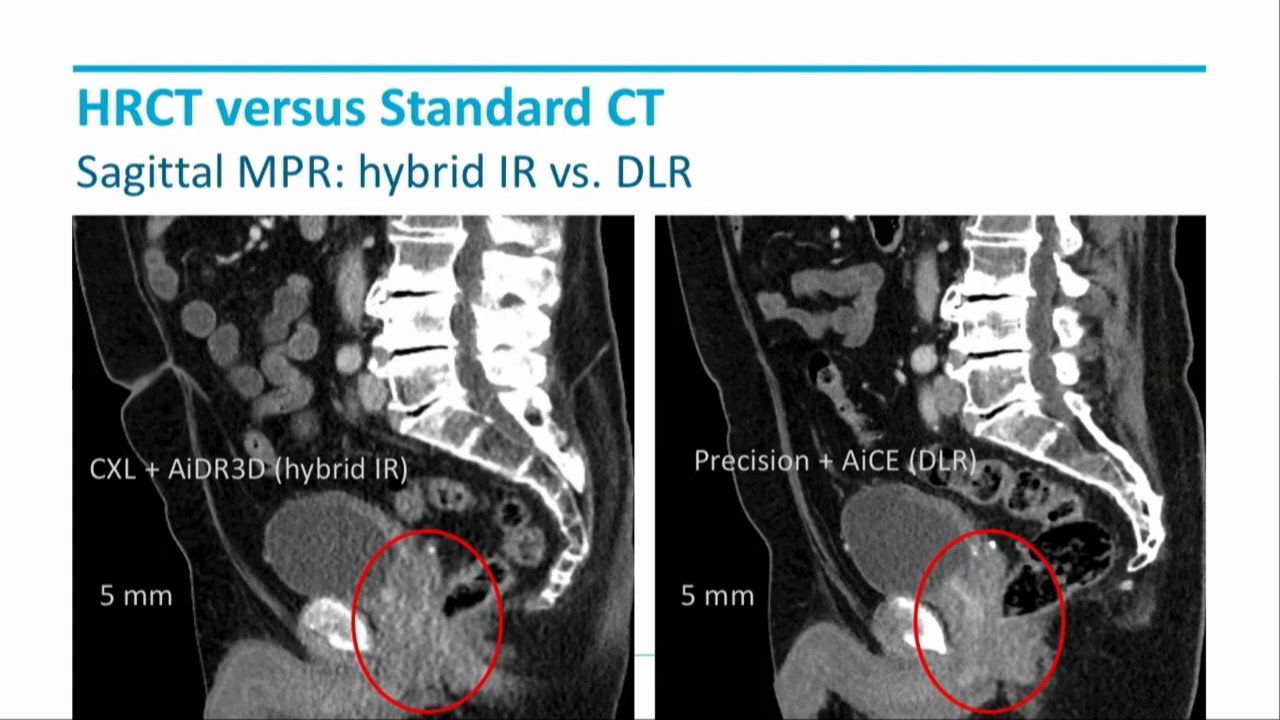 HRCT versus Standard CT
Sagittal MPR: hybrid IR vs. DLR
CXL + AiDR3D (hybrid IR)
5 mm
Precision + AiCE (DLR)
5 mm